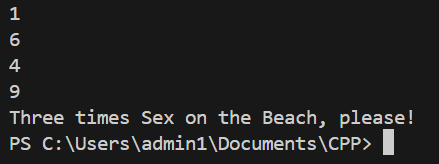 1
6
4
9
Three times Sex on the Beach, please!
PS C:\Users\admin1\Documents\CPP>